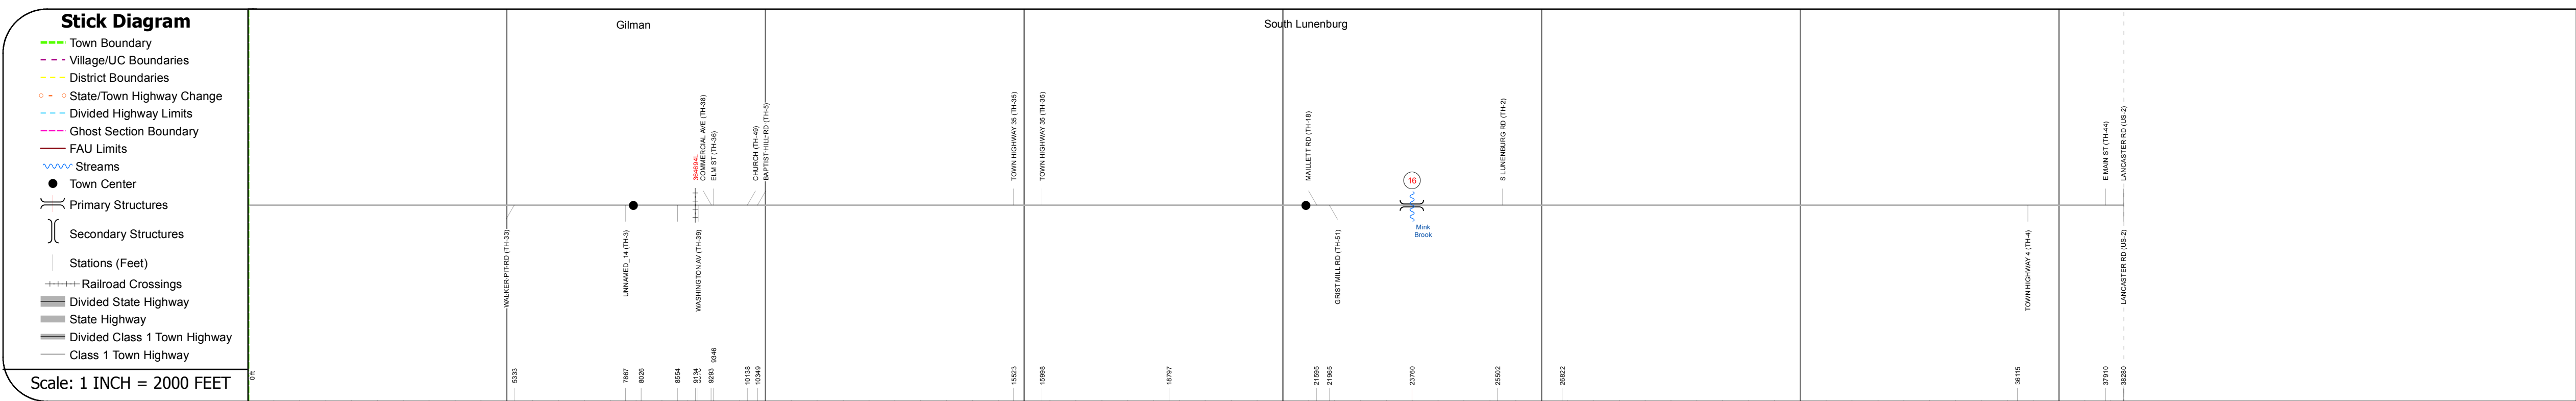 Stick Diagram
Town Boundary
Village/UC Boundaries
District Boundaries
State/Town Highway Change
Divided Highway Limits
Ghost Section Boundary
FAU Limits
Streams
Town Center
Primary Structures
Secondary Structures
Stations (Feet)
Railroad Crossings
Divided State Highway
State Highway
Divided Class 1 Town Highway
Class 1 Town Highway
Scale: 1 INCH = 2000 FEET
Gilman
South Lunenburg
364694L
COMMERCIAL AVE (TH-38)
ELM ST (TH-36)
CHURCH (TH-49)
BAPTIST HILL RD (TH-5)
TOWN HIGHWAY 35 (TH-35)
TOWN HIGHWAY 35 (TH-35)
MAILLETT RD (TH-18)
16
S LUNENBURG RD (TH-2)
E MAIN ST (TH-44)
LANCASTER RD (US-2)
WALKER PIT RD (TH-33)
UNNAMED_14 (TH-3)
WASHINGTON AV (TH-39)
GRIST MILL RD (TH-51)
Mink
Brook
TOWN HIGHWAY 4 (TH-4)
LANCASTER RD (US-2)
0 ft
5333
7867
8026
8554
9134
9293
9346
10138
10349
15523
15998
18797
21595
21965
23760
25502
26822
36115
37910
38280